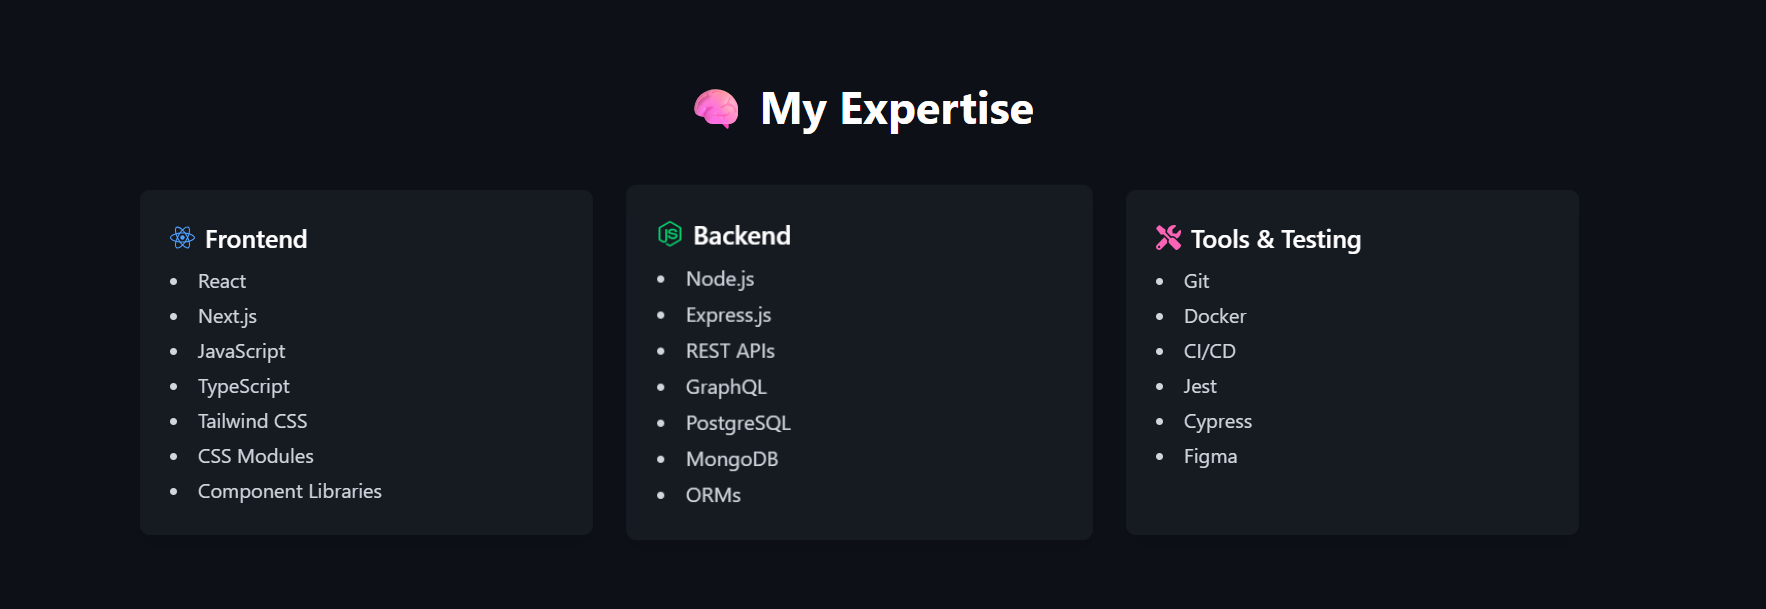 My Expertise
Frontend
React
Next.js
JavaScript
TypeScript
Tailwind CSS
CSS Modules
Component Libraries
JS Backend
Node.js
Express.js
REST APIs
GraphQL
PostgreSQL
MongoDB
ORMs
Tools & Testing
Git
Docker
CI/CD
Jest
Cypress
Figma